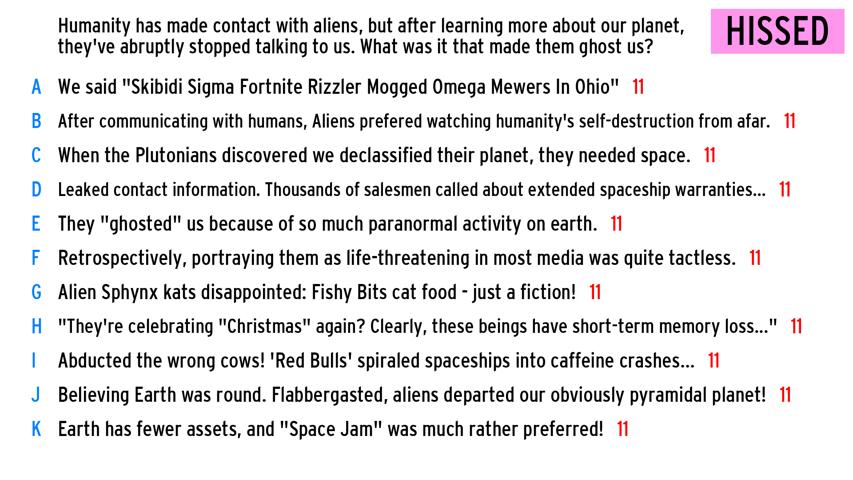 Humanity has made contact with aliens, but after learning more about our planet,
they've abruptly stopped talking to us. What was it that made them ghost us?
HISSED
A We said "Skibidi Sigma Fortnite Rizzler Mogged Omega Mewers In Ohio" 11
B After communicating with humans, Aliens prefered watching humanity's self-destruction from afar. 11
C When the Plutonians discovered we declassified their planet, they needed space. 11
D Leaked contact information. Thousands of salesmen called about extended spaceship warranties... 11
E They "ghosted" us because of so much paranormal activity on earth. 11
F Retrospectively, portraying them as life-threatening in most media was quite tactless. 11
G Alien Sphynx kats disappointed: Fishy Bits cat food - just a fiction! 11
H "They're celebrating "Christmas" again? Clearly, these beings have short-term memory loss..." 11
I Abducted the wrong cows! 'Red Bulls' spiraled spaceships into caffeine crashes... 11
J Believing Earth was round. Flabbergasted, aliens departed our obviously pyramidal planet! 11
K Earth has fewer assets, and "Space Jam" was much rather preferred! 11